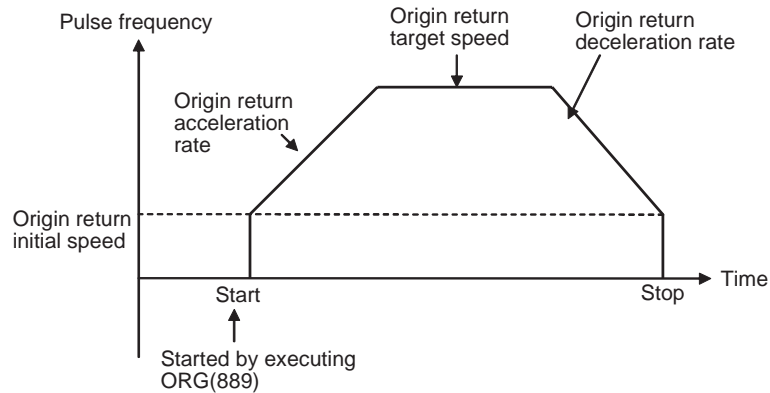 Pulse frequency
Origin return
target speed
Origin return
deceleration rate
Origin return
acceleration
rate
Origin return
initial speed
Start
Stop
Time
Started by executing
ORG(889)